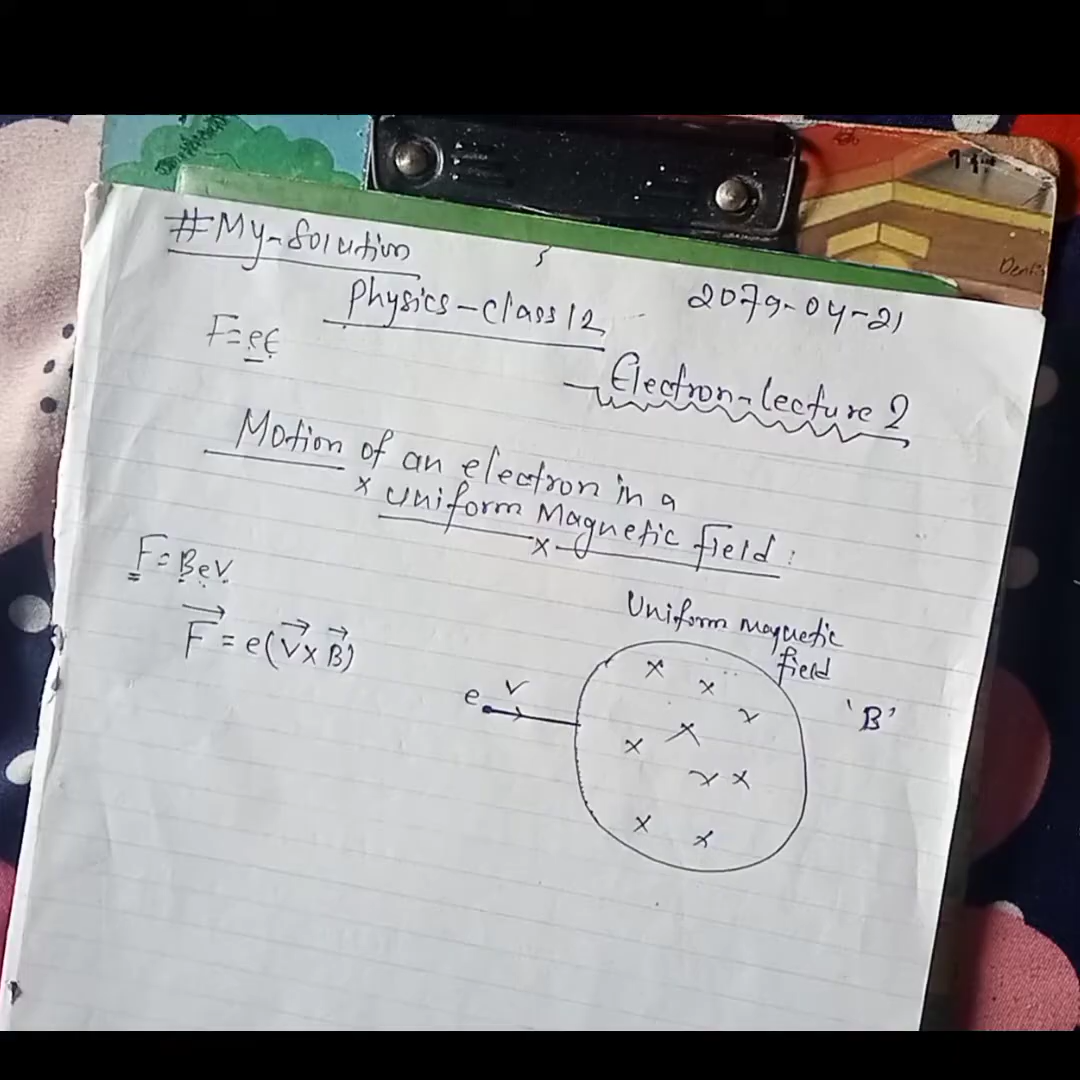 #My-Solution
Physics-class 12
2079-04-21
F=eE
Electron-lecture 2
Motion of an electron in a
Uniform Magnetic field:
F=BeV
F = e(V×B)
Uniform magnetic
field
e V
'B'